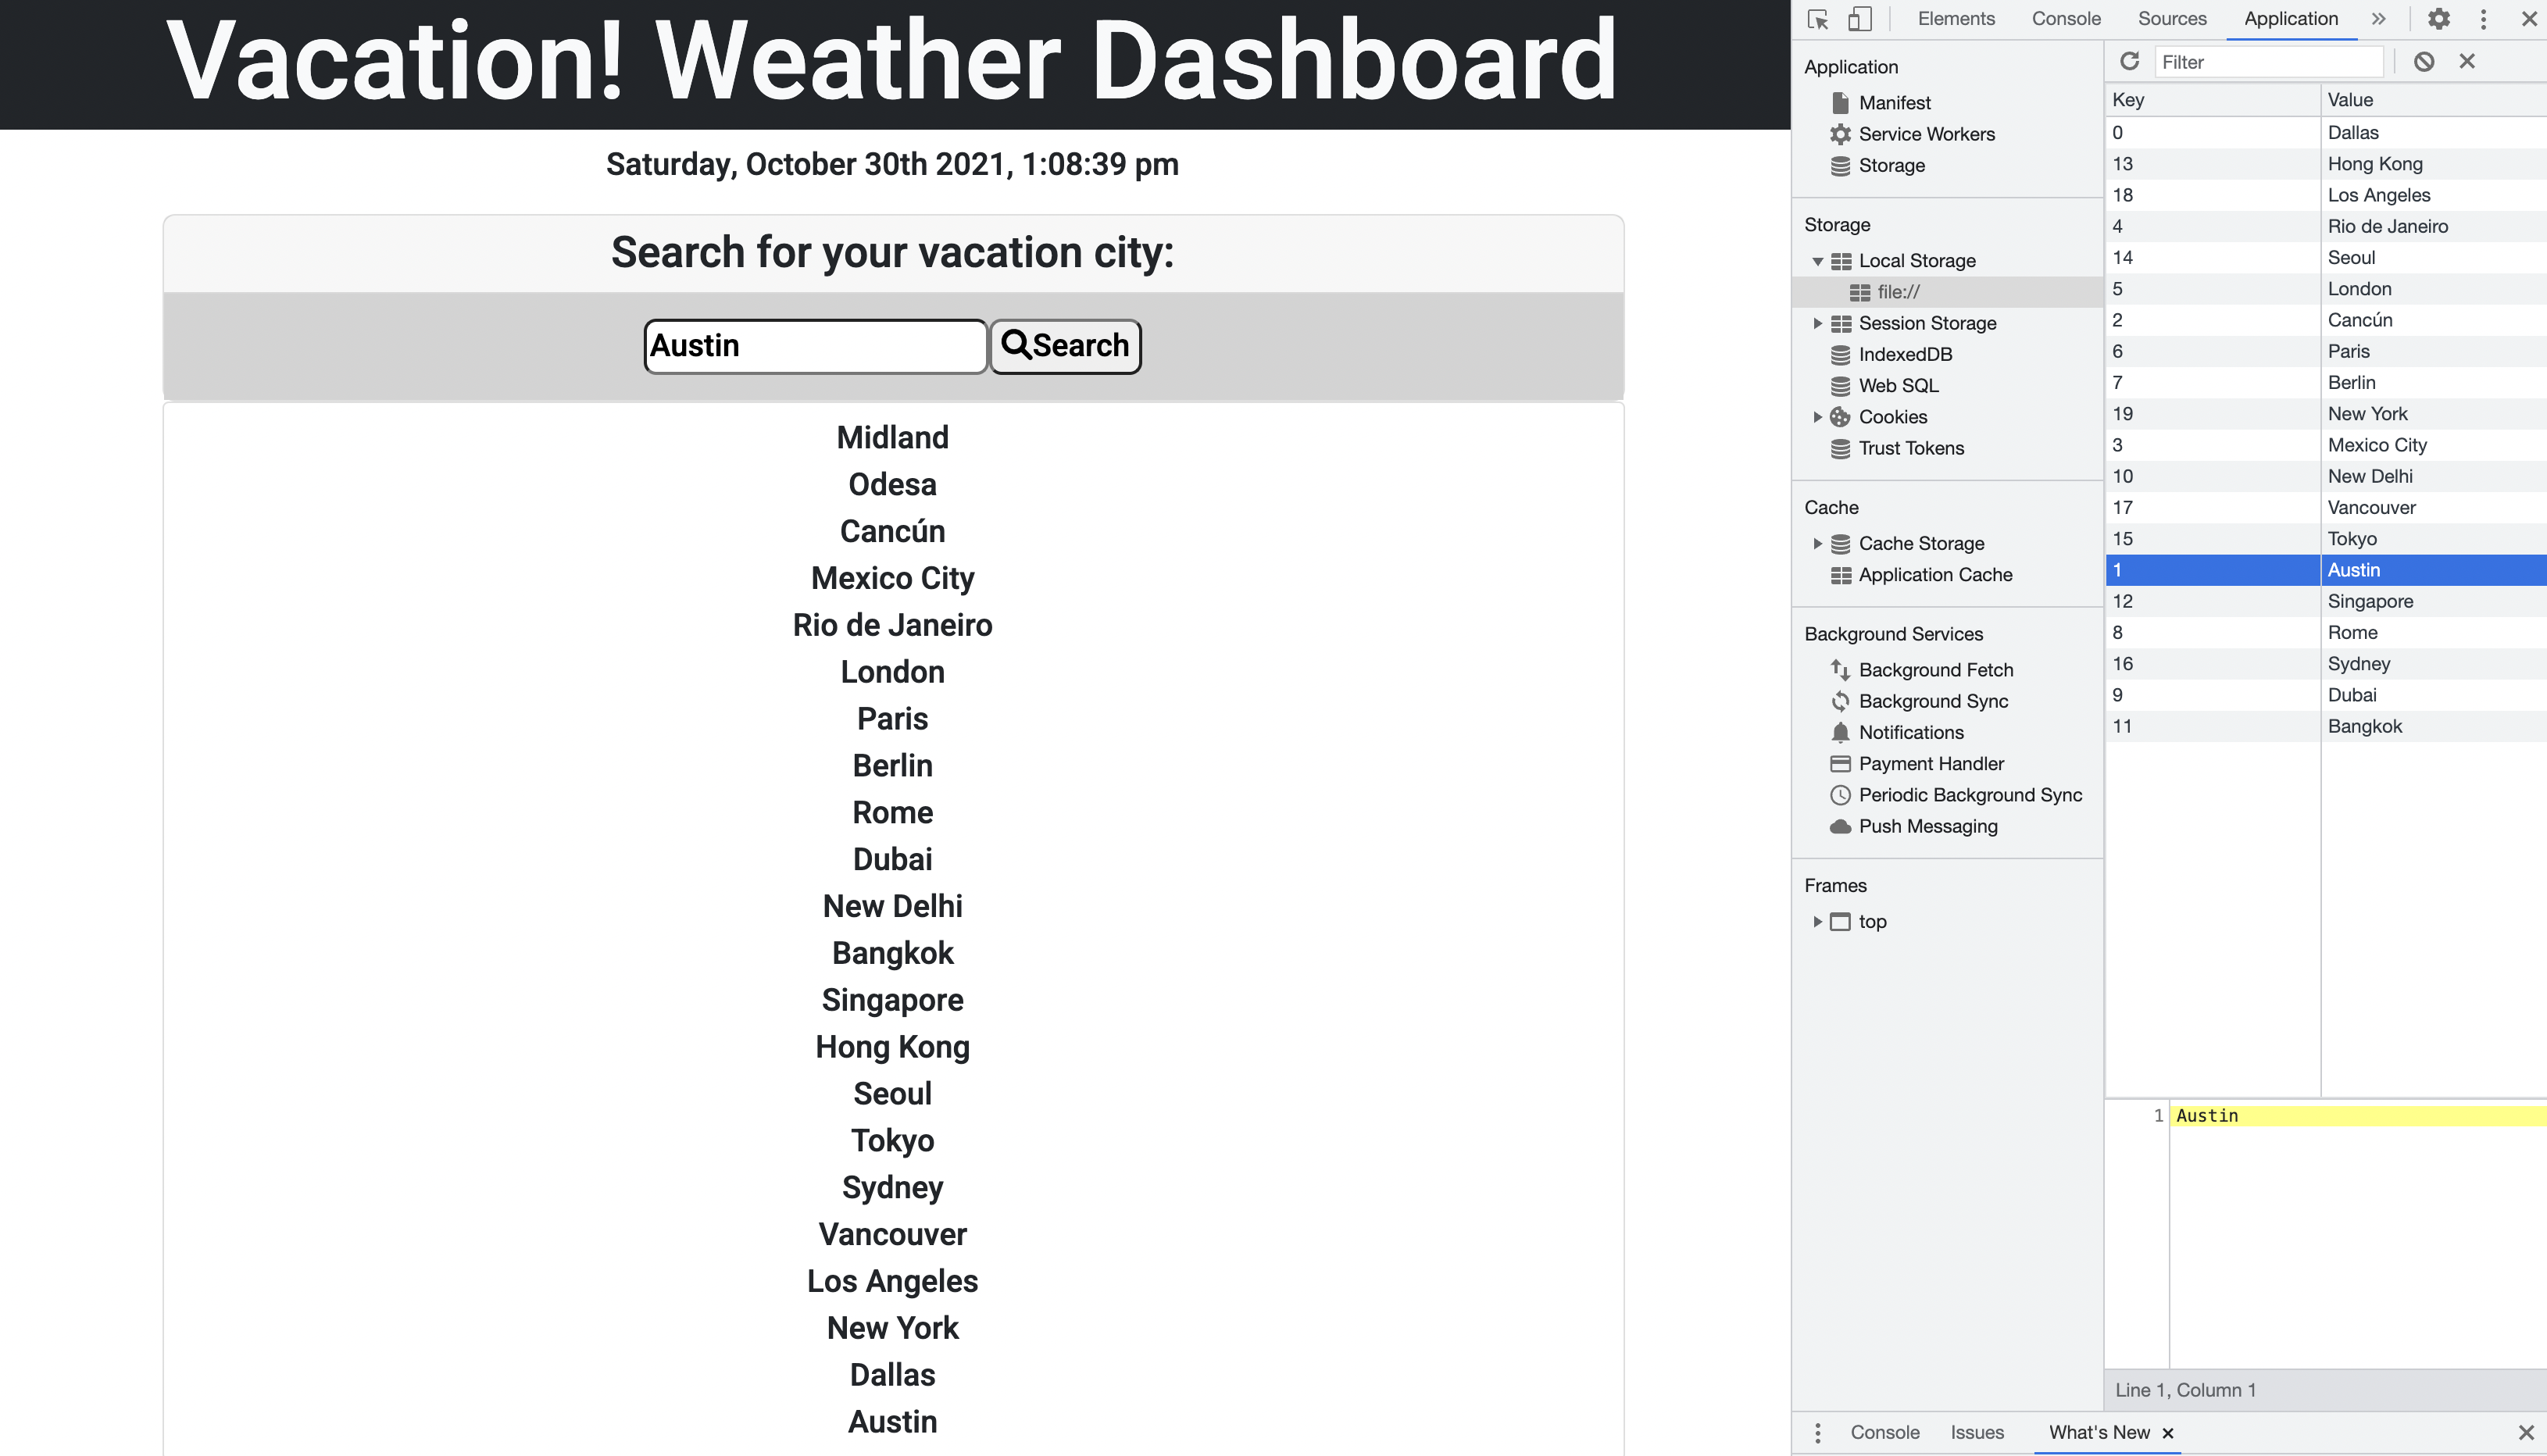 Vacation! Weather Dashboard
Saturday, October 30th 2021, 1:08:39 pm
Search for your vacation city:
Austin Search
Midland
Odesa
Cancún
Mexico City
Rio de Janeiro
London
Paris
Berlin
Rome
Dubai
New Delhi
Bangkok
Singapore
Hong Kong
Seoul
Tokyo
Sydney
Vancouver
Los Angeles
New York
Dallas
Austin
Elements Console Sources Application »
Application
Manifest
Service Workers
Storage
Storage
Local Storage
file://
Session Storage
IndexedDB
Web SQL
Cookies
Trust Tokens
Cache
Cache Storage
Application Cache
Background Services
Background Fetch
Background Sync
Notifications
Payment Handler
Periodic Background Sync
Push Messaging
Frames
top
Filter
Key Value
0 Dallas
13 Hong Kong
18 Los Angeles
4 Rio de Janeiro
14 Seoul
5 London
2 Cancún
6 Paris
7 Berlin
19 New York
3 Mexico City
10 New Delhi
17 Vancouver
15 Tokyo
1 Austin
12 Singapore
8 Rome
16 Sydney
9 Dubai
11 Bangkok
1 Austin
Line 1, Column 1
Console Issues What's New